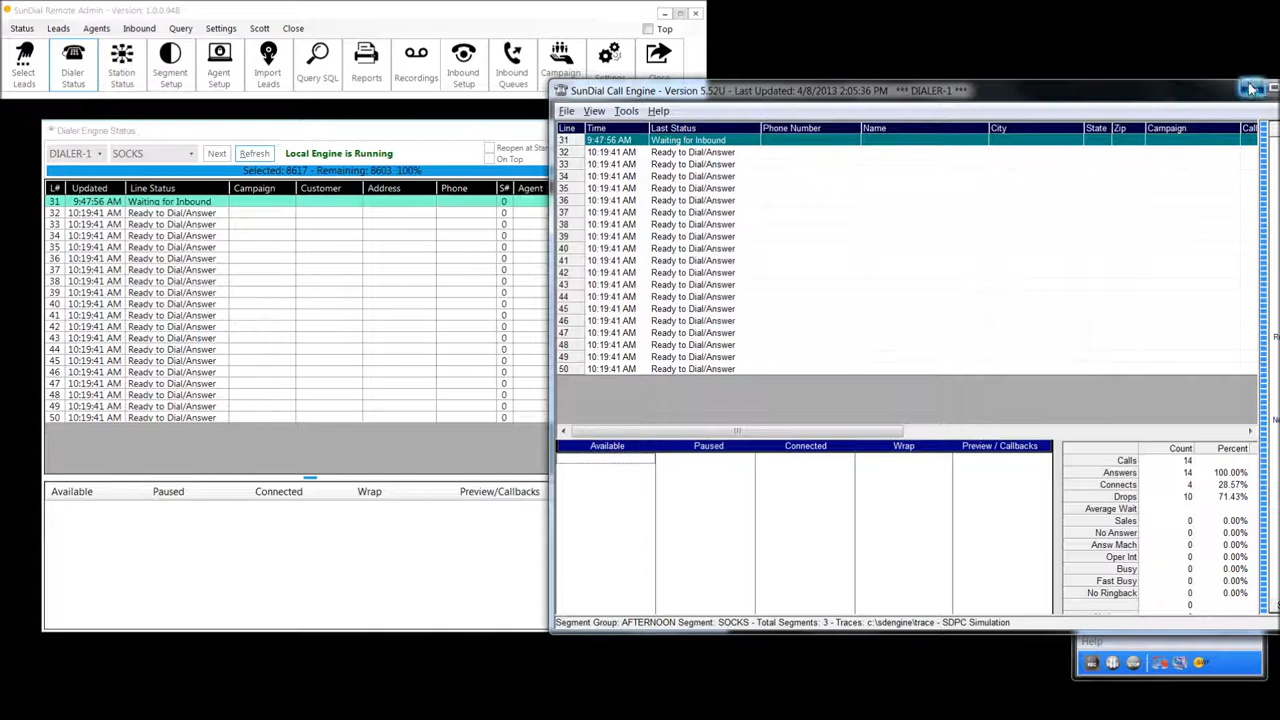 SunDial Remote Admin - Version: 1.0.0.948
Status Leads Agents Inbound Query Settings Scott Close Top
Select Leads Dialer Status Station Status Segment Setup Agent Setup Import Leads Query SQL Reports Recordings Inbound Setup Inbound Queues Campaign Close
SunDial Call Engine - Version 5.52U - Last Updated: 4/8/2013 2:05:36 PM *** DIALER-1 ***
File View Tools Help
Line Time Last Status Phone Number Name City State Zip Campaign Call
31 9:47:56 AM Waiting for Inbound
32 10:19:41 AM Ready to Dial/Answer
33 10:19:41 AM Ready to Dial/Answer
34 10:19:41 AM Ready to Dial/Answer
35 10:19:41 AM Ready to Dial/Answer
36 10:19:41 AM Ready to Dial/Answer
37 10:19:41 AM Ready to Dial/Answer
38 10:19:41 AM Ready to Dial/Answer
39 10:19:41 AM Ready to Dial/Answer
40 10:19:41 AM Ready to Dial/Answer
41 10:19:41 AM Ready to Dial/Answer
42 10:19:41 AM Ready to Dial/Answer
43 10:19:41 AM Ready to Dial/Answer
44 10:19:41 AM Ready to Dial/Answer
45 10:19:41 AM Ready to Dial/Answer
46 10:19:41 AM Ready to Dial/Answer
47 10:19:41 AM Ready to Dial/Answer
48 10:19:41 AM Ready to Dial/Answer
49 10:19:41 AM Ready to Dial/Answer
50 10:19:41 AM Ready to Dial/Answer
Available Paused Connected Wrap Preview / Callbacks
Count Percent
Calls 14
Answers 14 100.00%
Connects 4 28.57%
Drops 10 71.43%
Average Wait
Sales 0 0.00%
No Answer 0 0.00%
Answ Mach 0 0.00%
Oper Int 0 0.00%
Busy 0 0.00%
Fast Busy 0 0.00%
No Ringback 0 0.00%
0
Segment Group: AFTERNOON Segment: SOCKS - Total Segments: 3 - Traces: c:\sdengine\trace - SDPC Simulation
Dialer Engine Status
DIALER-1 SOCKS Next Refresh Local Engine is Running Reopen at Star
On Top
Selected: 8617 - Remaining: 8603 100%
L# Updated Line Status Campaign Customer Address Phone S# Agent
31 9:47:56 AM Waiting for Inbound 0
32 10:19:41 AM Ready to Dial/Answer 0
33 10:19:41 AM Ready to Dial/Answer 0
34 10:19:41 AM Ready to Dial/Answer 0
35 10:19:41 AM Ready to Dial/Answer 0
36 10:19:41 AM Ready to Dial/Answer 0
37 10:19:41 AM Ready to Dial/Answer 0
38 10:19:41 AM Ready to Dial/Answer 0
39 10:19:41 AM Ready to Dial/Answer 0
40 10:19:41 AM Ready to Dial/Answer 0
41 10:19:41 AM Ready to Dial/Answer 0
42 10:19:41 AM Ready to Dial/Answer 0
43 10:19:41 AM Ready to Dial/Answer 0
44 10:19:41 AM Ready to Dial/Answer 0
45 10:19:41 AM Ready to Dial/Answer 0
46 10:19:41 AM Ready to Dial/Answer 0
47 10:19:41 AM Ready to Dial/Answer 0
48 10:19:41 AM Ready to Dial/Answer 0
49 10:19:41 AM Ready to Dial/Answer 0
50 10:19:41 AM Ready to Dial/Answer 0
Available Paused Connected Wrap Preview/Callbacks
Help
REC